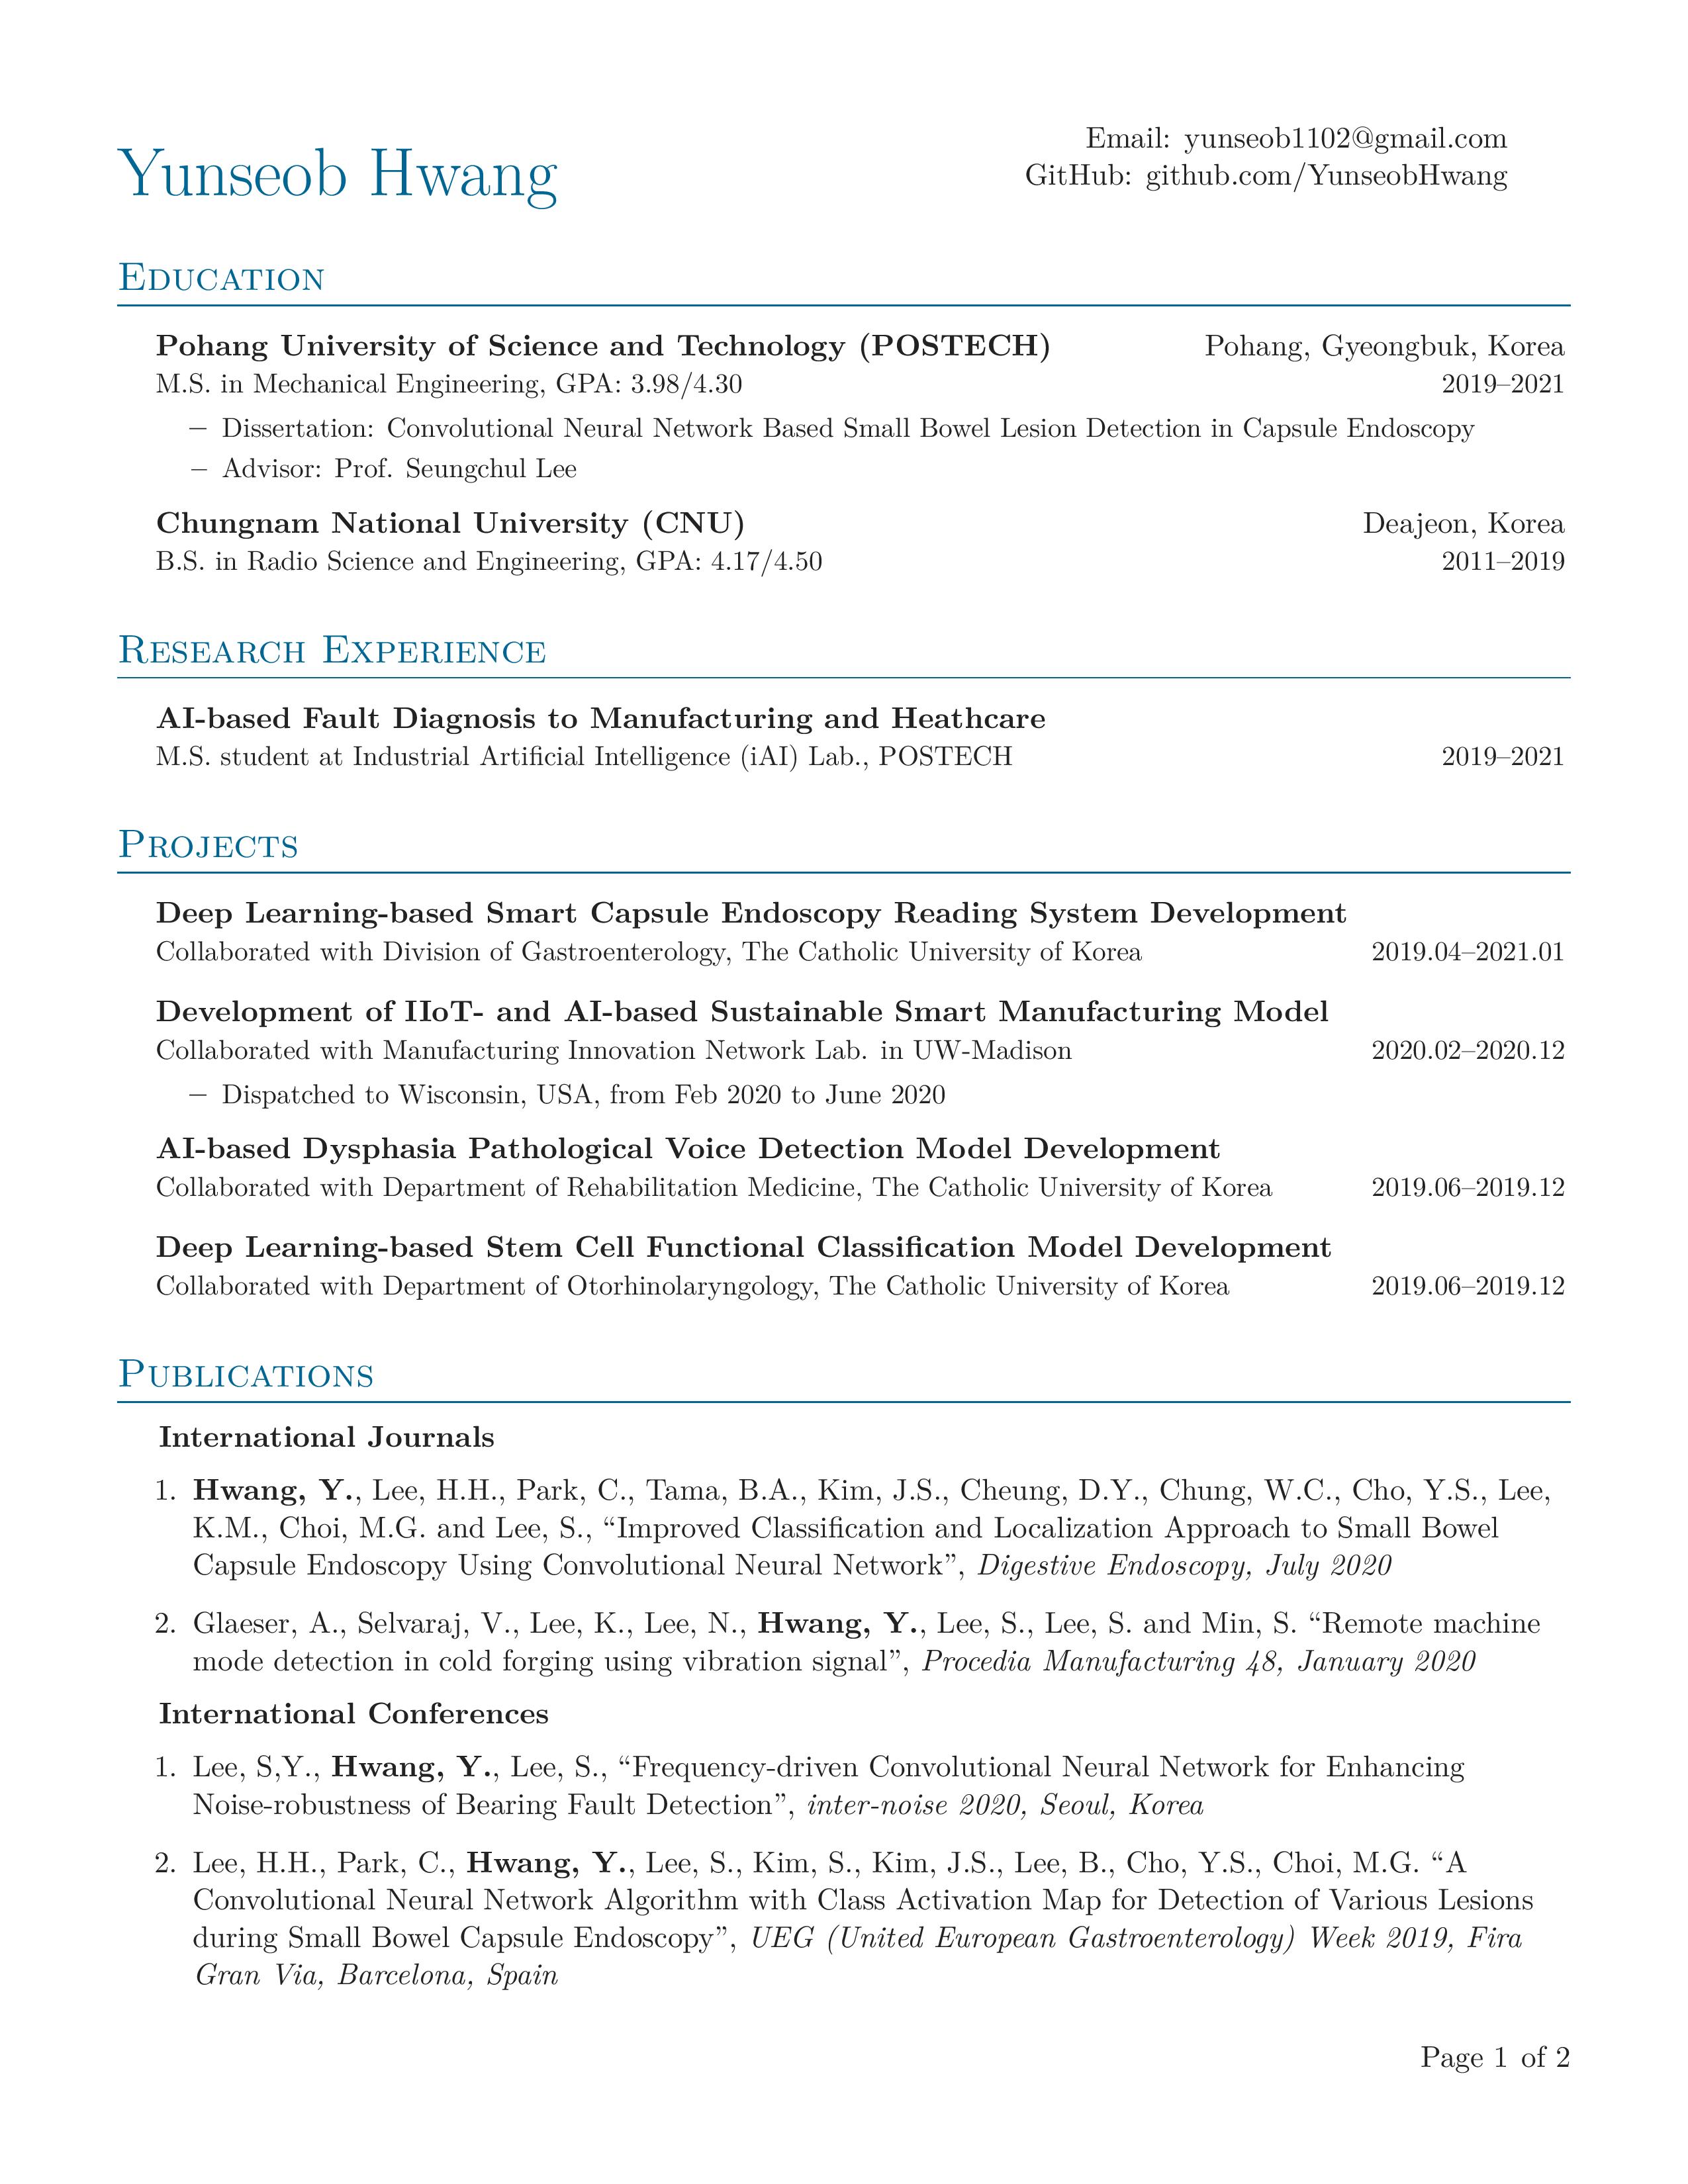 Yunseob Hwang
Email: yunseob1102@gmail.com
GitHub: github.com/YunseobHwang
Education
Pohang University of Science and Technology (POSTECH) Pohang, Gyeongbuk, Korea
M.S. in Mechanical Engineering, GPA: 3.98/4.30 2019–2021
– Dissertation: Convolutional Neural Network Based Small Bowel Lesion Detection in Capsule Endoscopy
– Advisor: Prof. Seungchul Lee
Chungnam National University (CNU) Deajeon, Korea
B.S. in Radio Science and Engineering, GPA: 4.17/4.50 2011–2019
Research Experience
AI-based Fault Diagnosis to Manufacturing and Heathcare
M.S. student at Industrial Artificial Intelligence (iAI) Lab., POSTECH 2019–2021
Projects
Deep Learning-based Smart Capsule Endoscopy Reading System Development
Collaborated with Division of Gastroenterology, The Catholic University of Korea 2019.04–2021.01
Development of IIoT- and AI-based Sustainable Smart Manufacturing Model
Collaborated with Manufacturing Innovation Network Lab. in UW-Madison 2020.02–2020.12
– Dispatched to Wisconsin, USA, from Feb 2020 to June 2020
AI-based Dysphasia Pathological Voice Detection Model Development
Collaborated with Department of Rehabilitation Medicine, The Catholic University of Korea 2019.06–2019.12
Deep Learning-based Stem Cell Functional Classification Model Development
Collaborated with Department of Otorhinolaryngology, The Catholic University of Korea 2019.06–2019.12
Publications
International Journals
1. Hwang, Y., Lee, H.H., Park, C., Tama, B.A., Kim, J.S., Cheung, D.Y., Chung, W.C., Cho, Y.S., Lee,
K.M., Choi, M.G. and Lee, S., “Improved Classification and Localization Approach to Small Bowel
Capsule Endoscopy Using Convolutional Neural Network”, Digestive Endoscopy, July 2020
2. Glaeser, A., Selvaraj, V., Lee, K., Lee, N., Hwang, Y., Lee, S., Lee, S. and Min, S. “Remote machine
mode detection in cold forging using vibration signal”, Procedia Manufacturing 48, January 2020
International Conferences
1. Lee, S,Y., Hwang, Y., Lee, S., “Frequency-driven Convolutional Neural Network for Enhancing
Noise-robustness of Bearing Fault Detection”, inter-noise 2020, Seoul, Korea
2. Lee, H.H., Park, C., Hwang, Y., Lee, S., Kim, S., Kim, J.S., Lee, B., Cho, Y.S., Choi, M.G. “A
Convolutional Neural Network Algorithm with Class Activation Map for Detection of Various Lesions
during Small Bowel Capsule Endoscopy”, UEG (United European Gastroenterology) Week 2019, Fira
Gran Via, Barcelona, Spain
Page 1 of 2